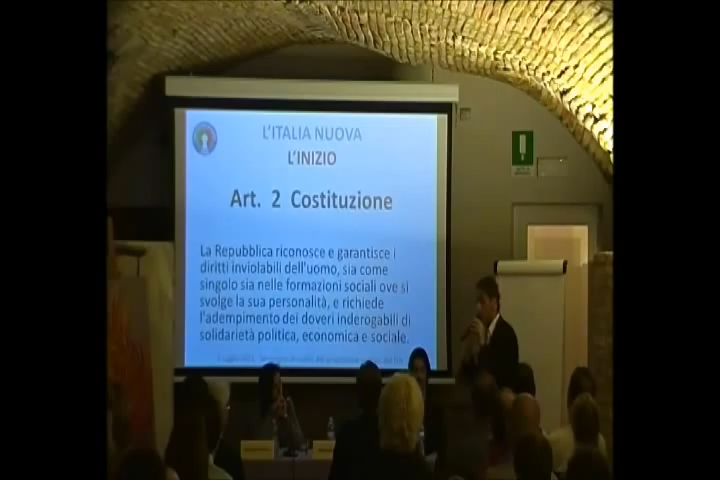 L'ITALIA NUOVA
L'INIZIO
Art. 2 Costituzione
La Repubblica riconosce e garantisce i
diritti inviolabili dell'uomo, sia come
singolo sia nelle formazioni sociali ove si
svolge la sua personalità, e richiede
l'adempimento dei doveri inderogabili di
solidarietà politica, economica e sociale.